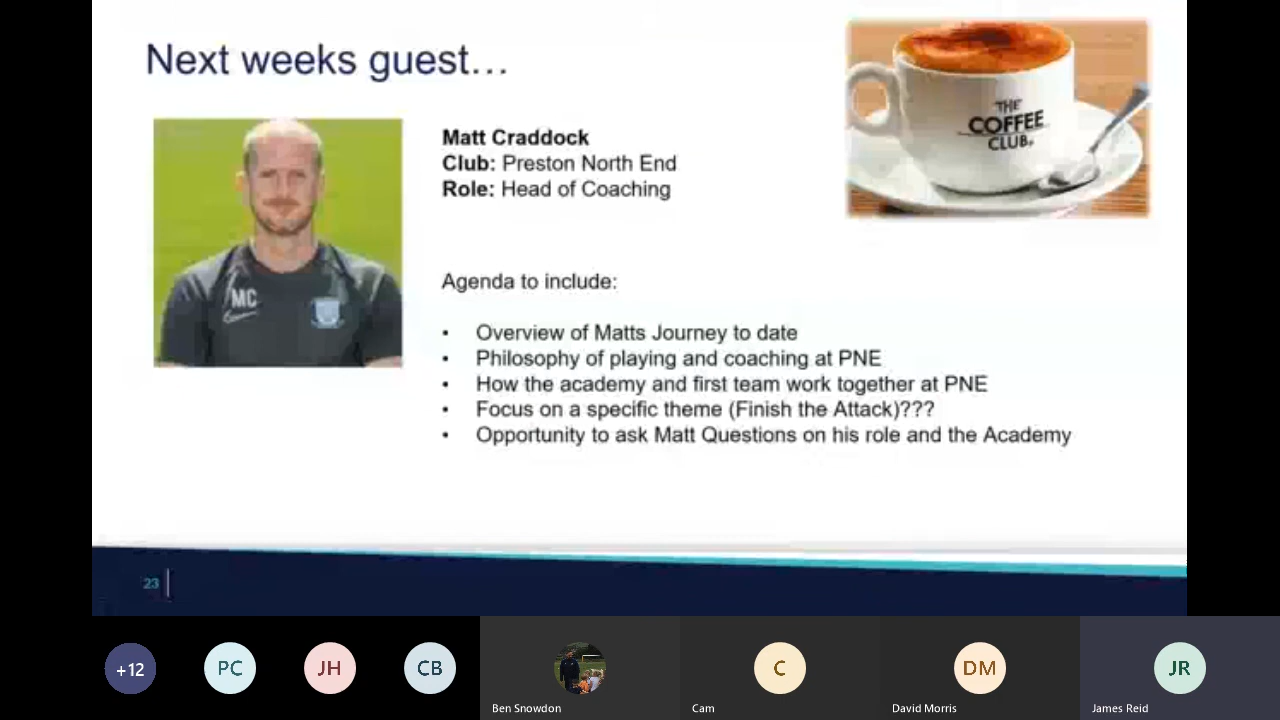 Next weeks guest…
THE
COFFEE
CLUB.
Matt Craddock
Club: Preston North End
Role: Head of Coaching
MC
Agenda to include:
• Overview of Matts Journey to date
• Philosophy of playing and coaching at PNE
• How the academy and first team work together at PNE
• Focus on a specific theme (Finish the Attack)???
• Opportunity to ask Matt Questions on his role and the Academy
23
+12
PC
JH
CB
Ben Snowdon
C
Cam
DM
David Morris
JR
James Reid